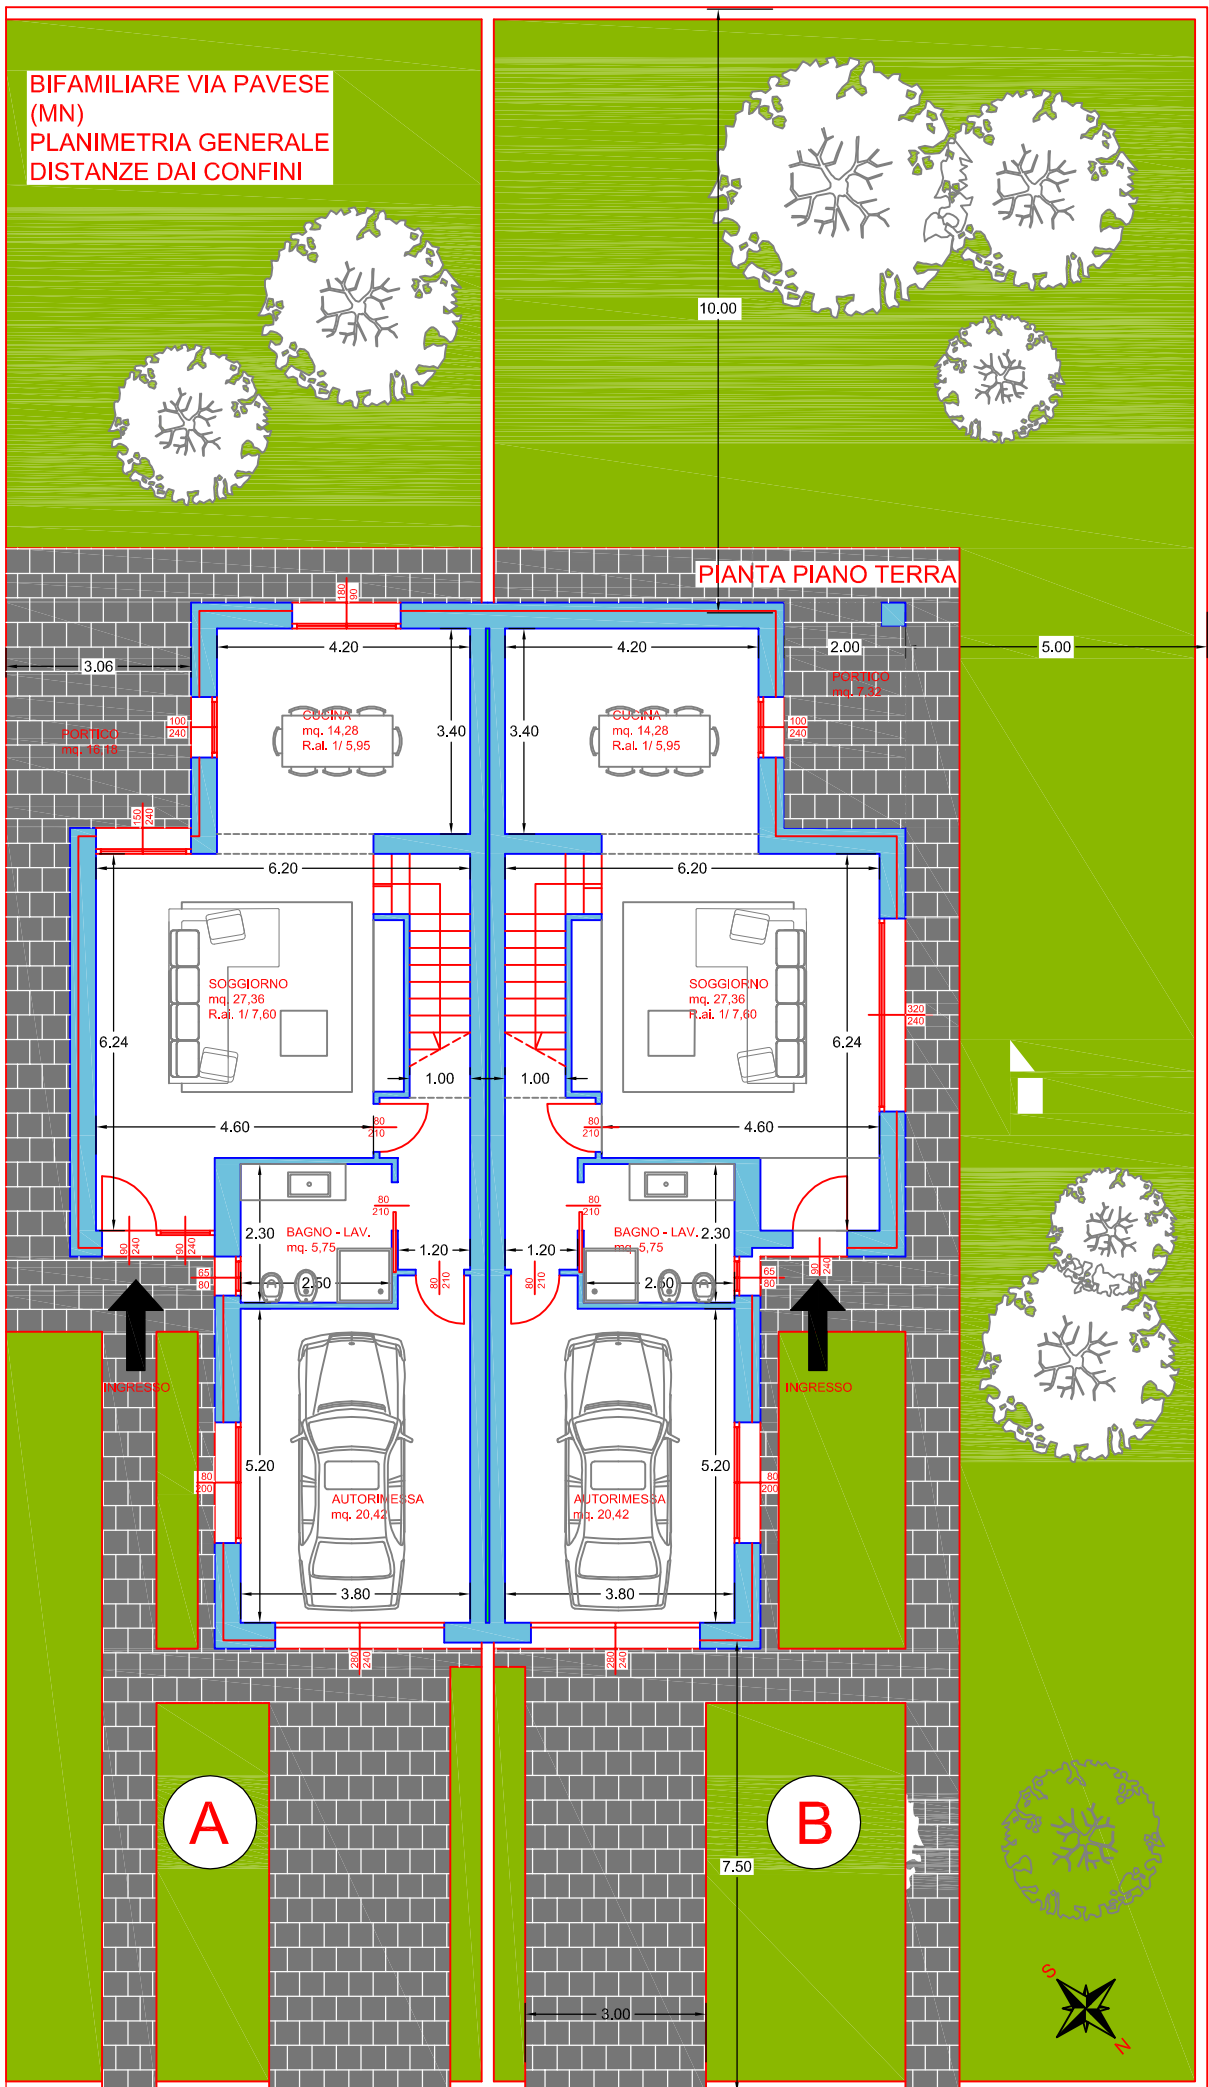 BIFAMILIARE VIA PAVESE
(MN)
PLANIMETRIA GENERALE
DISTANZE DAI CONFINI
10.00
PIANTA PIANO TERRA
180
90
4.20
4.20
2.00
5.00
3.06
PORTICO
mq. 7,32
CUCINA
mq. 14,28
R.ai. 1/ 5,95
3.40
3.40
CUCINA
mq. 14,28
R.ai. 1/ 5,95
100
240
100
240
PORTICO
mq. 16,18
150
240
6.20
6.20
SOGGIORNO
mq. 27,36
R.ai. 1/ 7,60
SOGGIORNO
mq. 27,36
R.ai. 1/ 7,60
320
240
6.24
6.24
1.00
1.00
4.60
80
210
80
210
4.60
80
210
80
210
2.30
BAGNO - LAV.
mq. 5,75
BAGNO - LAV.
mq. 5,75
2.30
1.20
1.20
90
240
90
240
90
240
65
80
65
80
2.50
80
210
80
210
2.50
INGRESSO
INGRESSO
5.20
5.20
80
200
80
200
AUTORIMESSA
mq. 20,42
AUTORIMESSA
mq. 20,42
3.80
3.80
280
240
280
240
A
B
7.50
3.00
S
N